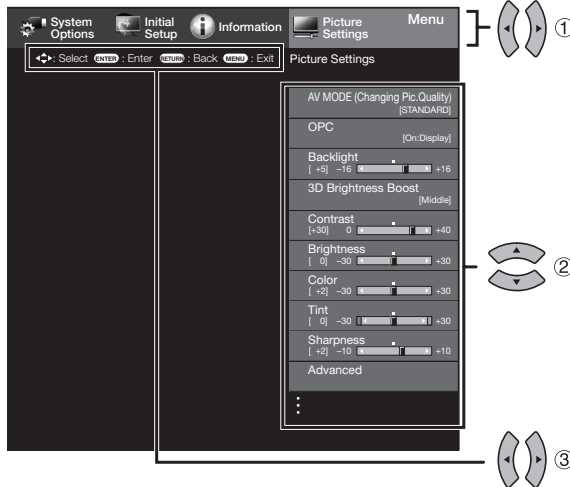 System Options
Initial Setup
Information
Picture Settings
Menu
①
: Select ENTER : Enter RETURN : Back MENU : Exit
Picture Settings
AV MODE (Changing Pic.Quality)
[STANDARD]
OPC
[On:Display]
Backlight
[ +5] −16 +16
3D Brightness Boost
[Middle]
Contrast
[+30] 0 +40
Brightness
[ 0] −30 +30
②
Color
[ +2] −30 +30
Tint
[ 0] −30 +30
Sharpness
[ +2] −10 +10
Advanced
③